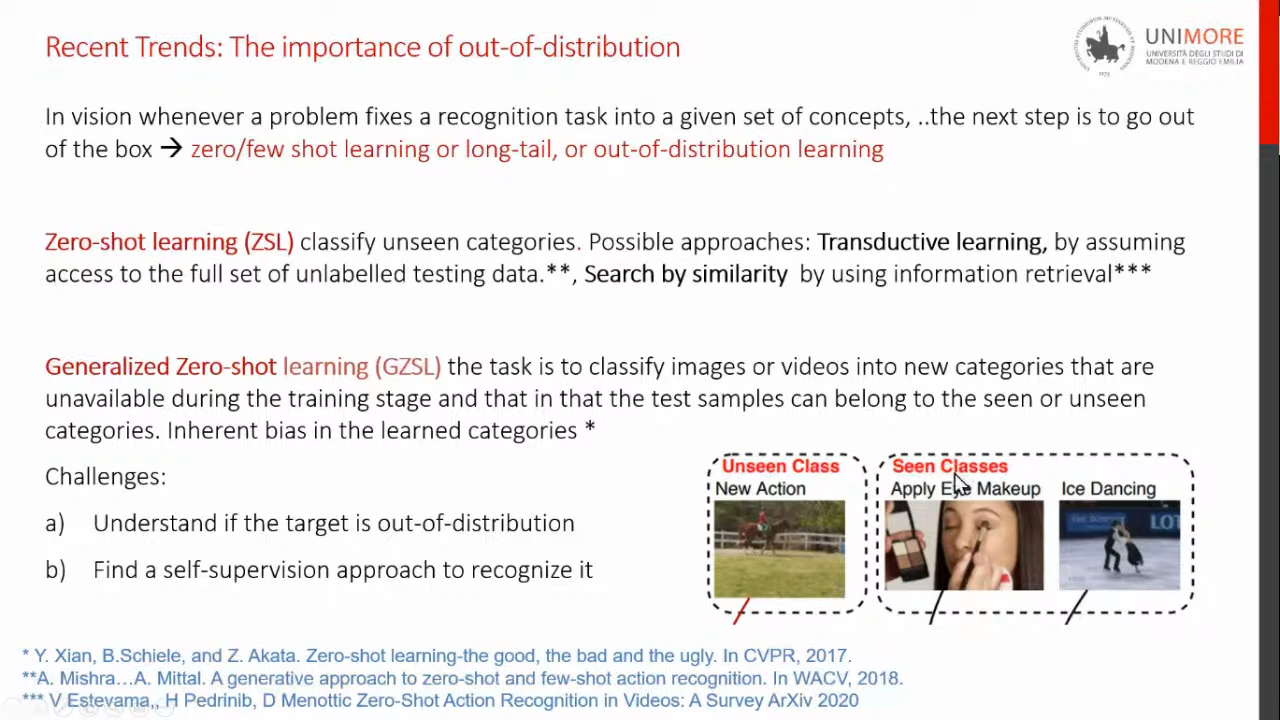 Recent Trends: The importance of out-of-distribution
UNIMORE
UNIVERSITÀ DEGLI STUDI DI
MODENA E REGGIO EMILIA
1175
In vision whenever a problem fixes a recognition task into a given set of concepts, ..the next step is to go out
of the box → zero/few shot learning or long-tail, or out-of-distribution learning
Zero-shot learning (ZSL) classify unseen categories. Possible approaches: Transductive learning, by assuming
access to the full set of unlabelled testing data.**, Search by similarity by using information retrieval***
Generalized Zero-shot learning (GZSL) the task is to classify images or videos into new categories that are
unavailable during the training stage and that in that the test samples can belong to the seen or unseen
categories. Inherent bias in the learned categories *
Challenges:
a) Understand if the target is out-of-distribution
b) Find a self-supervision approach to recognize it
Unseen Class
New Action
Seen Classes
Apply Eye Makeup
Ice Dancing
LOT
* Y. Xian, B.Schiele, and Z. Akata. Zero-shot learning-the good, the bad and the ugly. In CVPR, 2017.
**A. Mishra…A. Mittal. A generative approach to zero-shot and few-shot action recognition. In WACV, 2018.
*** V Estevama,, H Pedrinib, D Menottic Zero-Shot Action Recognition in Videos: A Survey ArXiv 2020